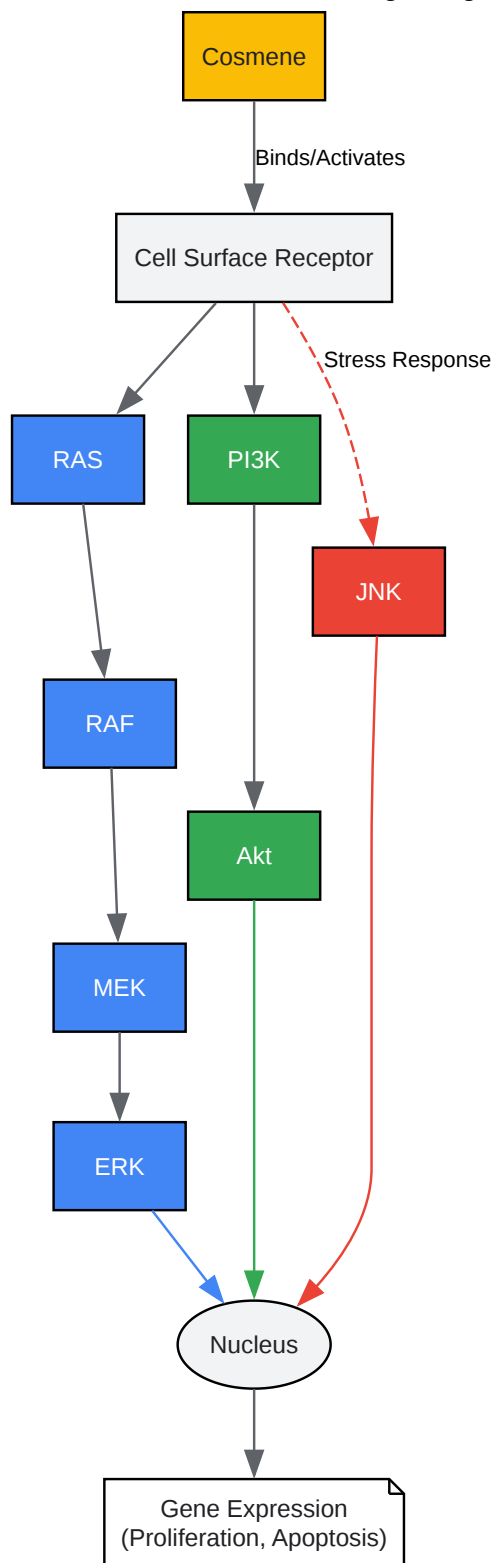 Cosmene
Binds/Activates
Cell Surface Receptor
Stress Response
RAS
PI3K
JNK
RAF
Akt
MEK
ERK
Nucleus
Gene Expression
(Proliferation, Apoptosis)